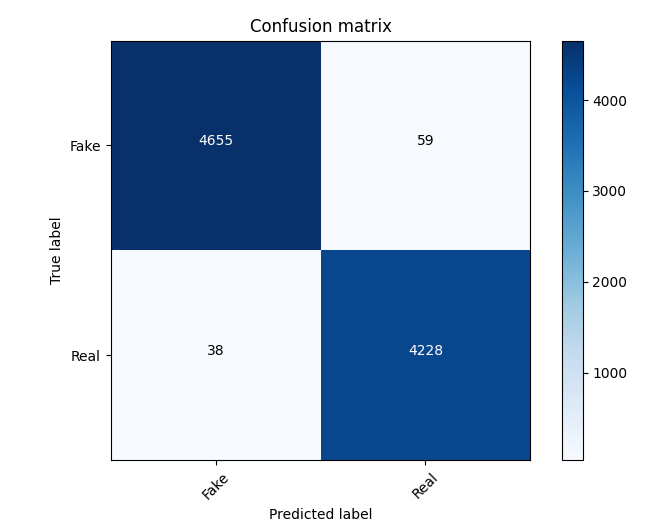 Confusion matrix
True label
Fake
4655
59
Real
38
4228
Fake
Real
Predicted label
4000
3000
2000
1000